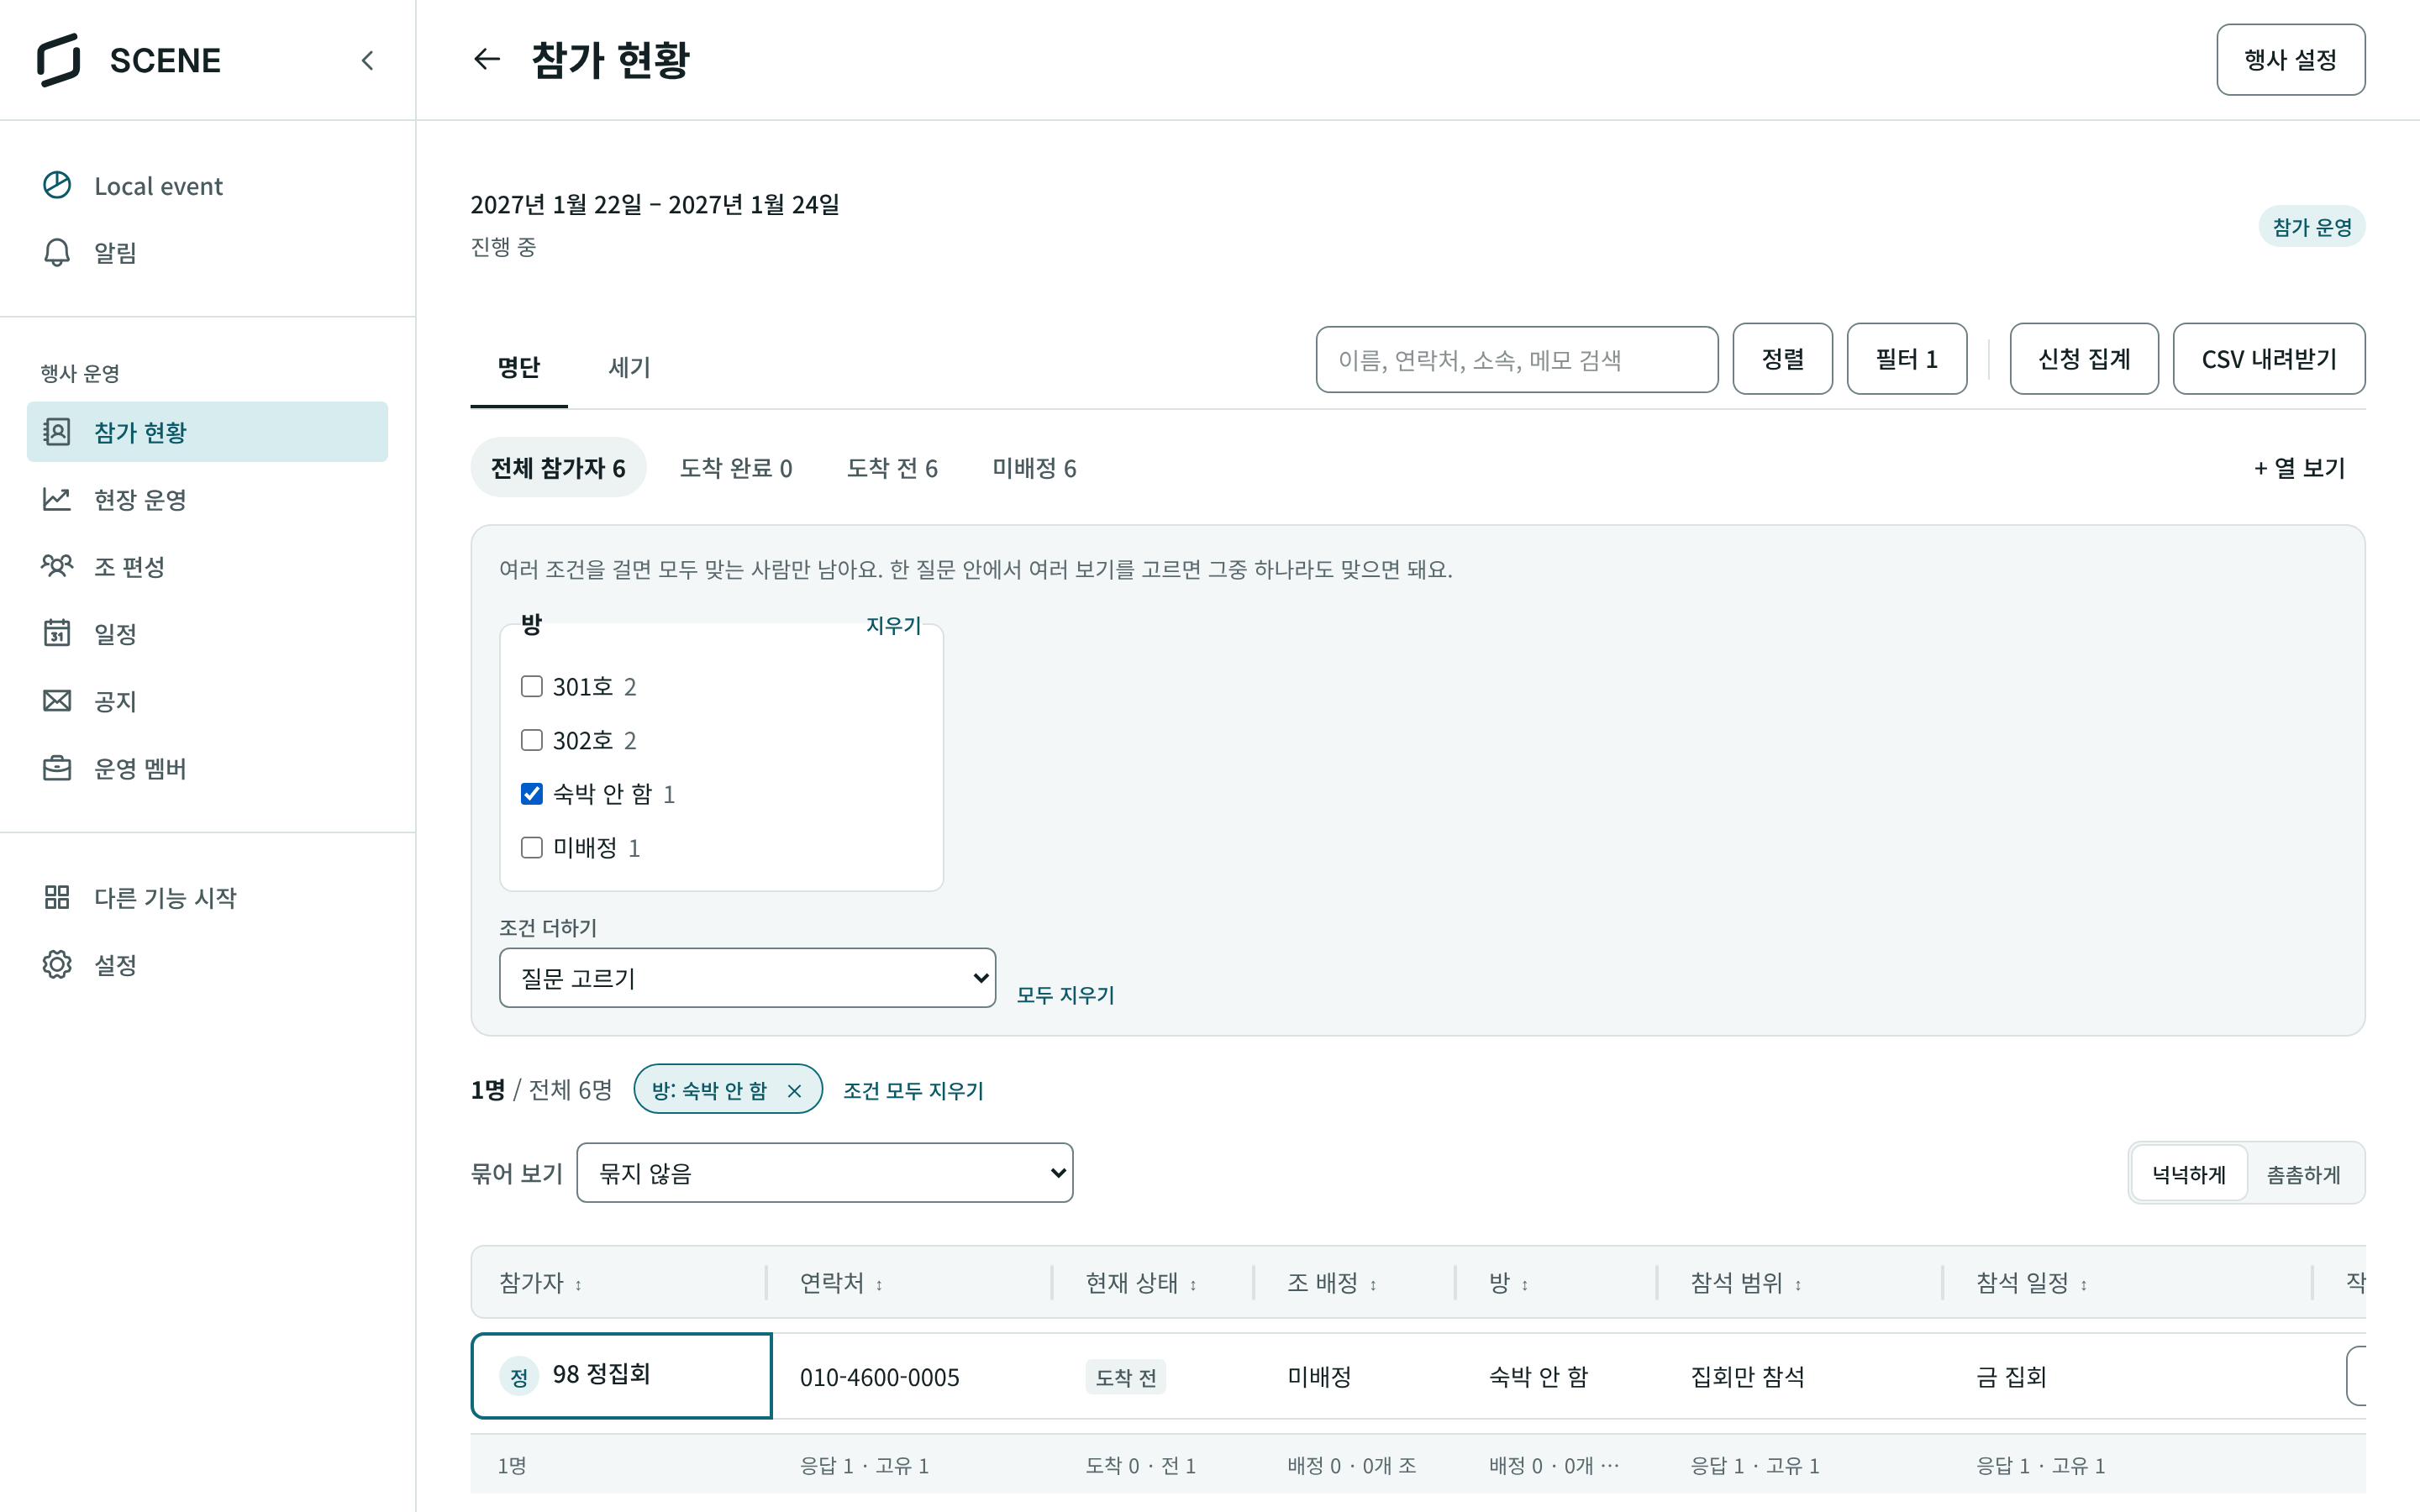 SCENE
참가 현황
행사 설정
Local event
알림
행사 운영
참가 현황
현장 운영
조 편성
31
일정
공지
운영 멤버
다른 기능 시작
설정
2027년 1월 22일 – 2027년 1월 24일
진행 중
참가 운영
명단 세기
이름, 연락처, 소속, 메모 검색
정렬
필터 1
신청 집계
CSV 내려받기
전체 참가자 6 도착 완료 0 도착 전 6 미배정 6
+ 열 보기
여러 조건을 걸면 모두 맞는 사람만 남아요. 한 질문 안에서 여러 보기를 고르면 그중 하나라도 맞으면 돼요.
방 지우기
301호 2
302호 2
숙박 안 함 1
미배정 1
조건 더하기
질문 고르기
모두 지우기
1명 / 전체 6명 방: 숙박 안 함 × 조건 모두 지우기
묶어 보기 묶지 않음
넉넉하게 촘촘하게
참가자 ↕ 연락처 ↕ 현재 상태 ↕ 조 배정 ↕ 방 ↕ 참석 범위 ↕ 참석 일정 ↕ 작
정 98 정집회 010-4600-0005 도착 전 미배정 숙박 안 함 집회만 참석 금 집회
1명 응답 1 · 고유 1 도착 0 · 전 1 배정 0 · 0개 조 배정 0 · 0개 ··· 응답 1 · 고유 1 응답 1 · 고유 1